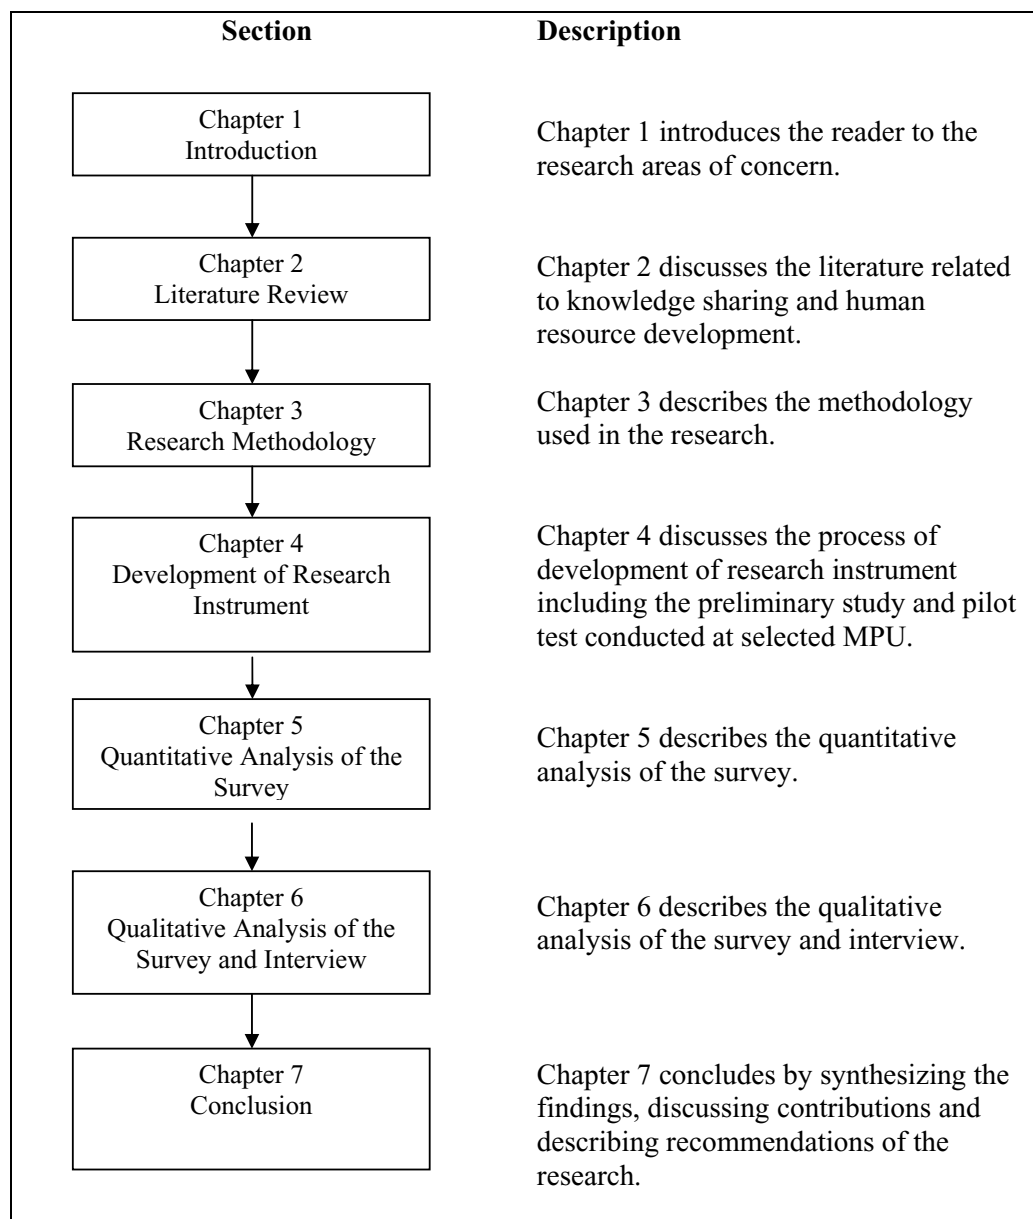 Section Description
Chapter 1
Introduction
Chapter 1 introduces the reader to the
research areas of concern.
Chapter 2
Literature Review
Chapter 2 discusses the literature related
to knowledge sharing and human
resource development.
Chapter 3
Research Methodology
Chapter 3 describes the methodology
used in the research.
Chapter 4
Development of Research
Instrument
Chapter 4 discusses the process of
development of research instrument
including the preliminary study and pilot
test conducted at selected MPU.
Chapter 5
Quantitative Analysis of the
Survey
Chapter 5 describes the quantitative
analysis of the survey.
Chapter 6
Qualitative Analysis of the
Survey and Interview
Chapter 6 describes the qualitative
analysis of the survey and interview.
Chapter 7
Conclusion
Chapter 7 concludes by synthesizing the
findings, discussing contributions and
describing recommendations of the
research.